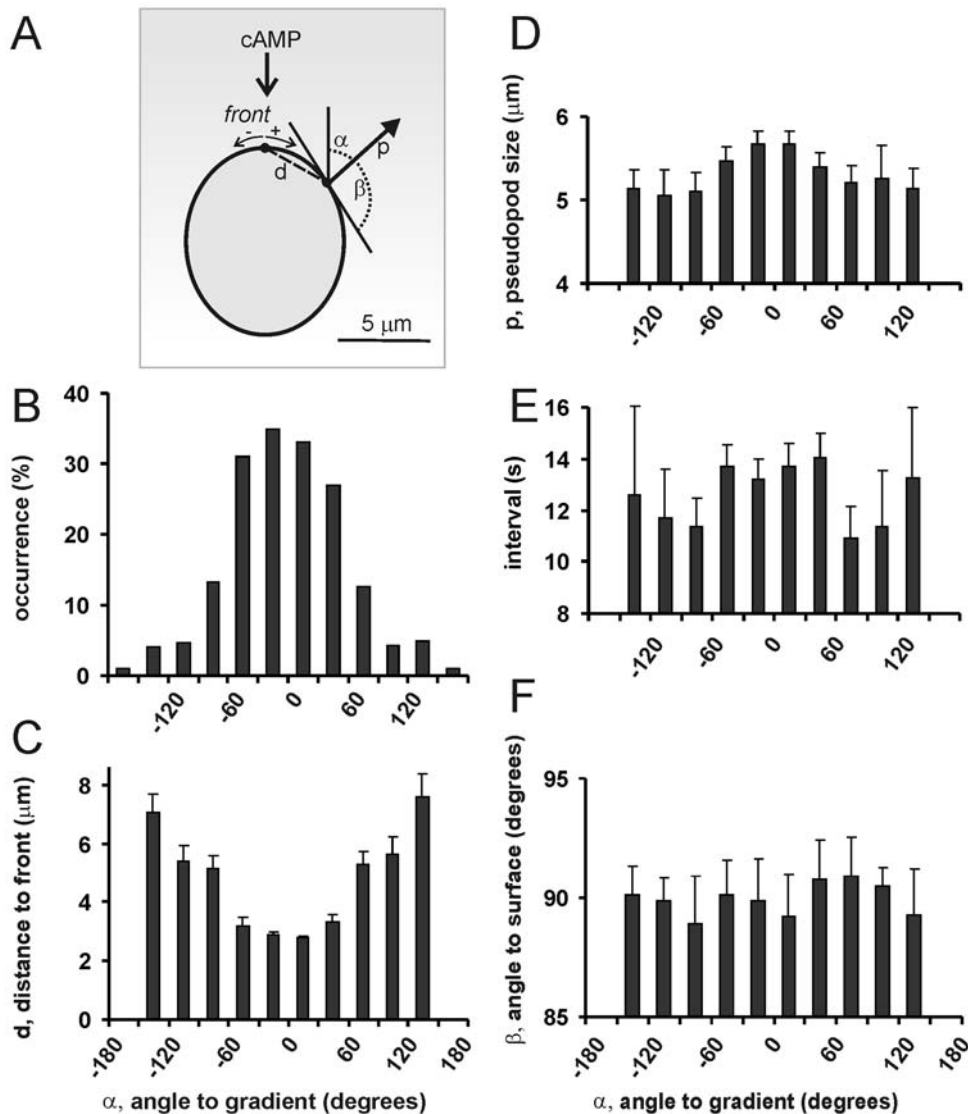 A
cAMP
front
- +
α
p
d
β
5 μm
B
occurrence (%)
40
30
20
10
0
-120
-60
0
60
120
C
d, distance to front (μm)
8
6
4
2
0
-180
-120
-60
0
60
120
180
α, angle to gradient (degrees)
D
p, pseudopod size (μm)
6
5
4
-120
-60
0
60
120
E
interval (s)
16
14
12
10
8
-120
-60
0
60
120
F
β, angle to surface (degrees)
95
90
85
-180
-120
-60
0
60
120
180
α, angle to gradient (degrees)